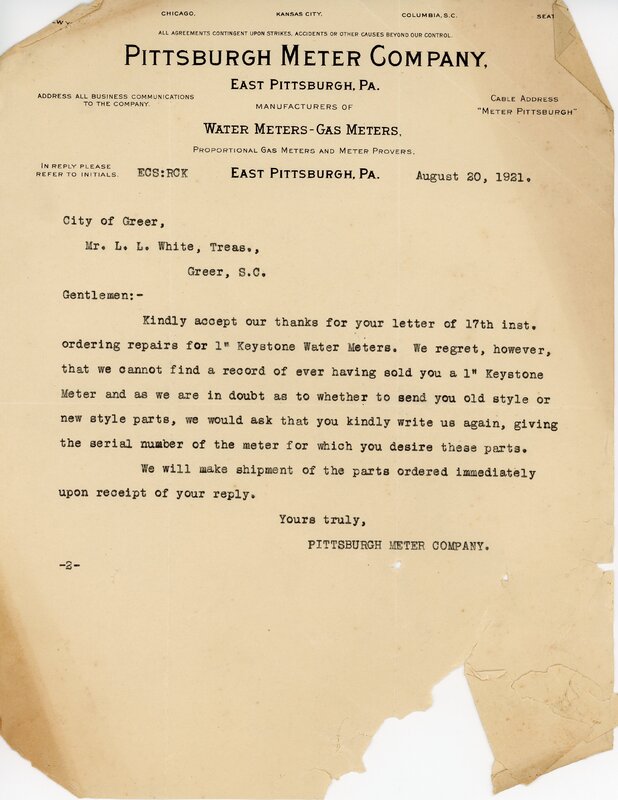 CHICAGO. KANSAS CITY. COLUMBIA, S.C.
ALL AGREEMENTS CONTINGENT UPON STRIKES, ACCIDENTS OR OTHER CAUSES BEYOND OUR CONTROL.
PITTSBURGH METER COMPANY,
EAST PITTSBURGH, PA.
ADDRESS ALL BUSINESS COMMUNICATIONS
TO THE COMPANY.
MANUFACTURERS OF
CABLE ADDRESS
"METER PITTSBURGH"
WATER METERS-GAS METERS,
PROPORTIONAL GAS METERS AND METER PROVERS.
IN REPLY PLEASE
REFER TO INITIALS. ECS:RCK EAST PITTSBURGH, PA. August 20, 1921.
City of Greer,
Mr. L. L. White, Treas.,
Greer, S.C.
Gentlemen:-
Kindly accept our thanks for your letter of 17th inst.
ordering repairs for 1" Keystone Water Meters. We regret, however,
that we cannot find a record of ever having sold you a 1" Keystone
Meter and as we are in doubt as to whether to send you old style or
new style parts, we would ask that you kindly write us again, giving
the serial number of the meter for which you desire these parts.
We will make shipment of the parts ordered immediately
upon receipt of your reply.
Yours truly,
PITTSBURGH METER COMPANY.
-2-